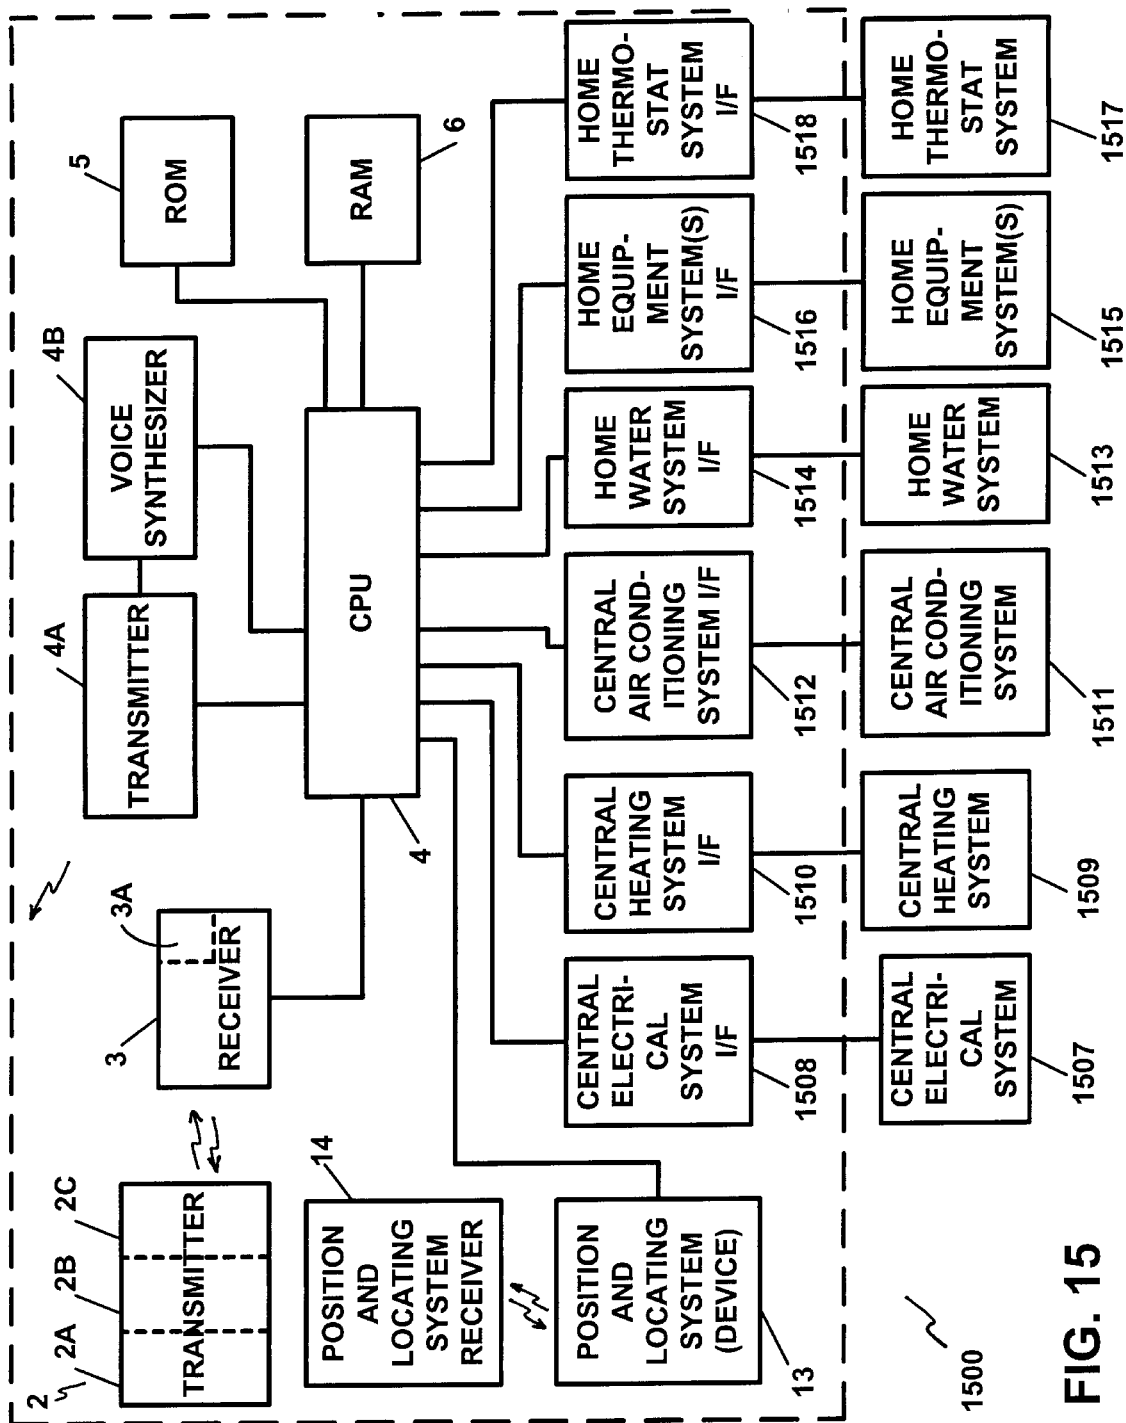 2
2A
2B
2C
TRANSMITTER
3
3A
RECEIVER
4A
TRANSMITTER
4B
VOICE
SYNTHESIZER
5
ROM
6
RAM
14
POSITION
AND
LOCATING
SYSTEM
RECEIVER
4
CPU
13
POSITION
AND
LOCATING
SYSTEM
(DEVICE)
CENTRAL
ELECTRI-
CAL
SYSTEM
I/F
1508
CENTRAL
HEATING
SYSTEM
I/F
1510
CENTRAL
AIR COND-
ITIONING
SYSTEM I/F
1512
HOME
WATER
SYSTEM
I/F
1514
HOME
EQUIP-
MENT
SYSTEM(S)
I/F
1516
HOME
THERMO-
STAT
SYSTEM
I/F
1518
CENTRAL
ELECTRI-
CAL
SYSTEM
1507
CENTRAL
HEATING
SYSTEM
1509
CENTRAL
AIR COND-
ITIONING
SYSTEM
1511
HOME
WATER
SYSTEM
1513
HOME
EQUIP-
MENT
SYSTEM(S)
1515
HOME
THERMO-
STAT
SYSTEM
1517
1500
FIG. 15